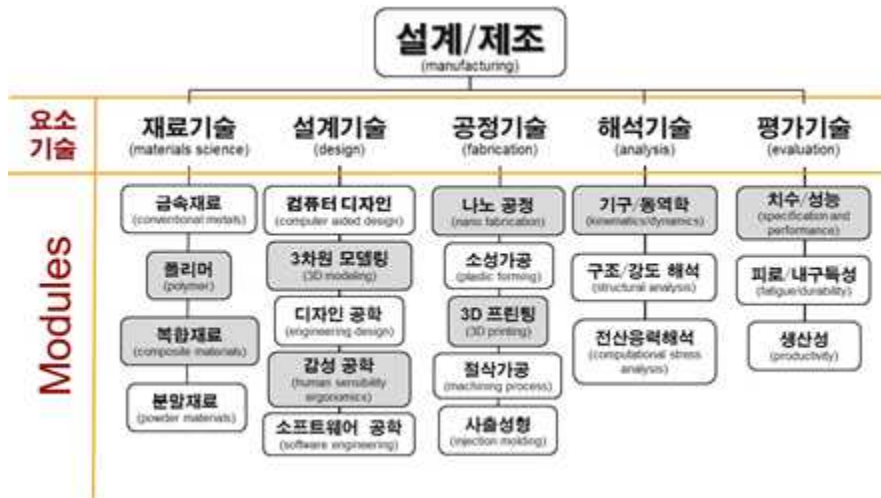 설계/제조
(manufacturing)
요소
기술
재료기술
(materials science)
설계기술
(design)
공정기술
(fabrication)
해석기술
(analysis)
평가기술
(evaluation)
Modules
금속재료
(conventional metals)
폴리머
(polymer)
복합재료
(composite materials)
분말재료
(powder materials)
컴퓨터 디자인
(computer aided design)
3차원 모델링
(3D modeling)
디자인 공학
(engineering design)
감성 공학
(human sensibility
ergonomics)
소프트웨어 공학
(software engineering)
나노 공정
(nano fabrication)
소성가공
(plastic forming)
3D 프린팅
(3D printing)
절삭가공
(machining process)
사출성형
(injection molding)
기구/동역학
(kinematics/dynamics)
구조/강도 해석
(structural analysis)
전산응력해석
(computational stress
analysis)
치수/성능
(specification and
performance)
피로/내구특성
(fatigue/durability)
생산성
(productivity)